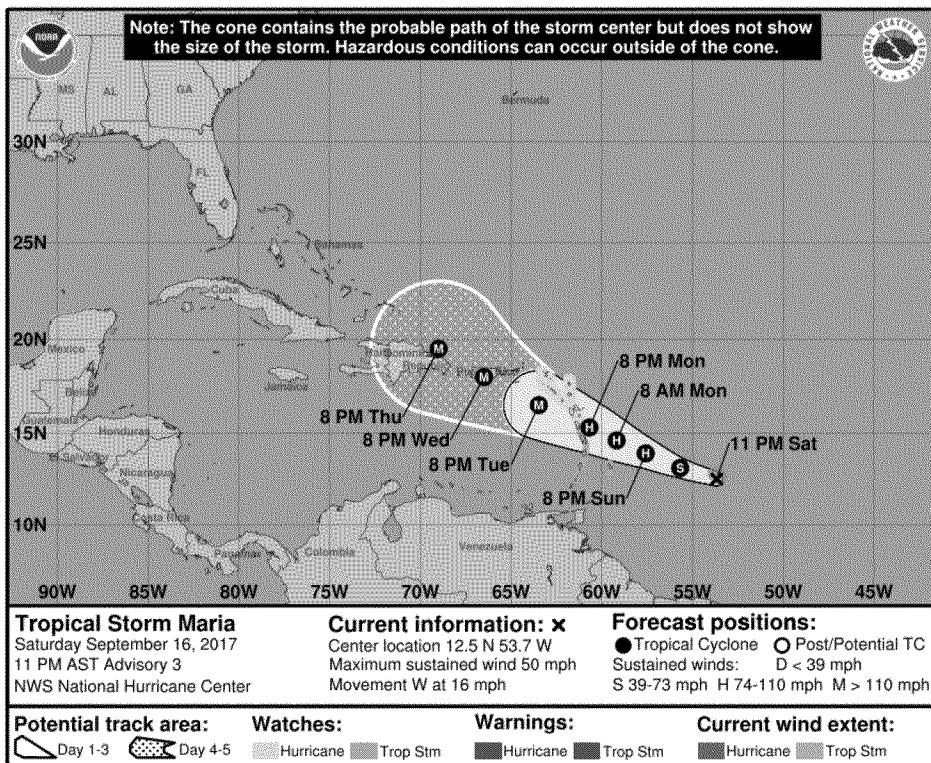 Note: The cone contains the probable path of the storm center but does not show
the size of the storm. Hazardous conditions can occur outside of the cone.
NOAA
NATIONAL WEATHER SERVICE
MS
AL
GA
Bermuda
30N
FL
25N
Bahamas
Cuba
20N
Mexico
Jamaica
Belize
8 PM Mon
8 AM Mon
11 PM Sat
8 PM Thu
8 PM Wed
8 PM Tue
8 PM Sun
M
M
M
H
H
H
S
15N
Guatemala
Honduras
El Salvador
Nicaragua
10N
Costa Rica
Panama
Colombia
Venezuela
90W 85W 80W 75W 70W 65W 60W 55W 50W 45W
Tropical Storm Maria
Saturday September 16, 2017
11 PM AST Advisory 3
NWS National Hurricane Center
Current information: x
Center location 12.5 N 53.7 W
Maximum sustained wind 50 mph
Movement W at 16 mph
Forecast positions:
Tropical Cyclone Post/Potential TC
Sustained winds: D < 39 mph
S 39-73 mph H 74-110 mph M > 110 mph
Potential track area:
Day 1-3 Day 4-5
Watches:
Hurricane Trop Stm
Warnings:
Hurricane Trop Stm
Current wind extent:
Hurricane Trop Stm